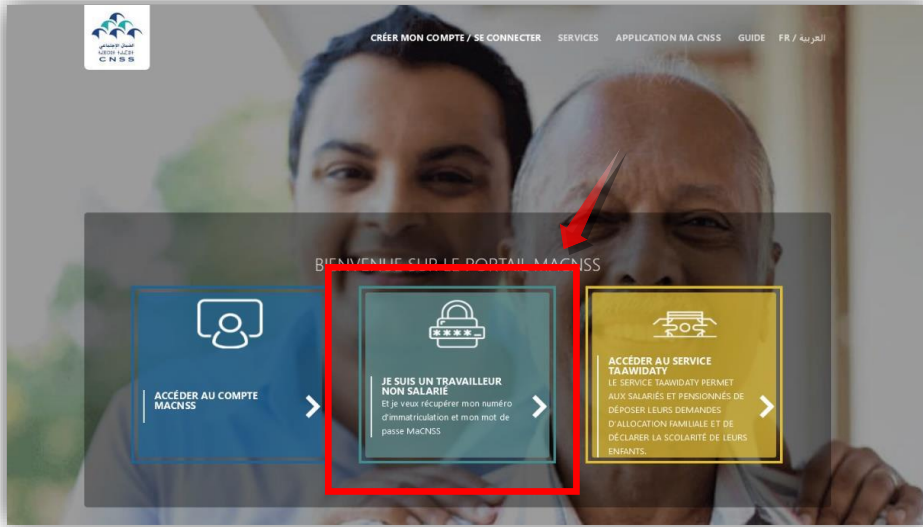 الضمان الإجتماعي
CNSS
CRÉER MON COMPTE / SE CONNECTER SERVICES APPLICATION MA CNSS GUIDE FR / العربية
BIENVENUE SUR LE PORTAIL MACNSS
ACCÉDER AU COMPTE
MACNSS
****_
JE SUIS UN TRAVAILLEUR
NON SALARIÉ
Et je veux récupérer mon numéro
d'immatriculation et mon mot de
passe MaCNSS
ACCÉDER AU SERVICE
TAAWIDATY
LE SERVICE TAAWIDATY PERMET
AUX SALARIÉS ET PENSIONNÉS DE
DÉPOSER LEURS DEMANDES
D'ALLOCATION FAMILIALE ET DE
DÉCLARER LA SCOLARITÉ DE LEURS
ENFANTS.